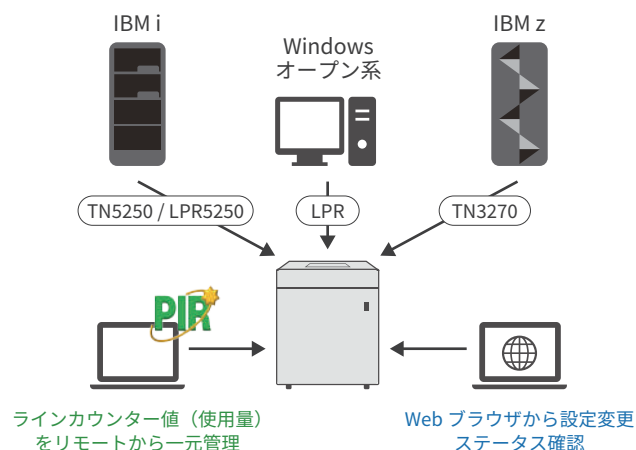 IBM i
Windows
オープン系
IBM z
TN5250 / LPR5250
LPR
TN3270
PIR
ラインカウンター値（使用量）
をリモートから一元管理
Web ブラウザから設定変更
ステータス確認